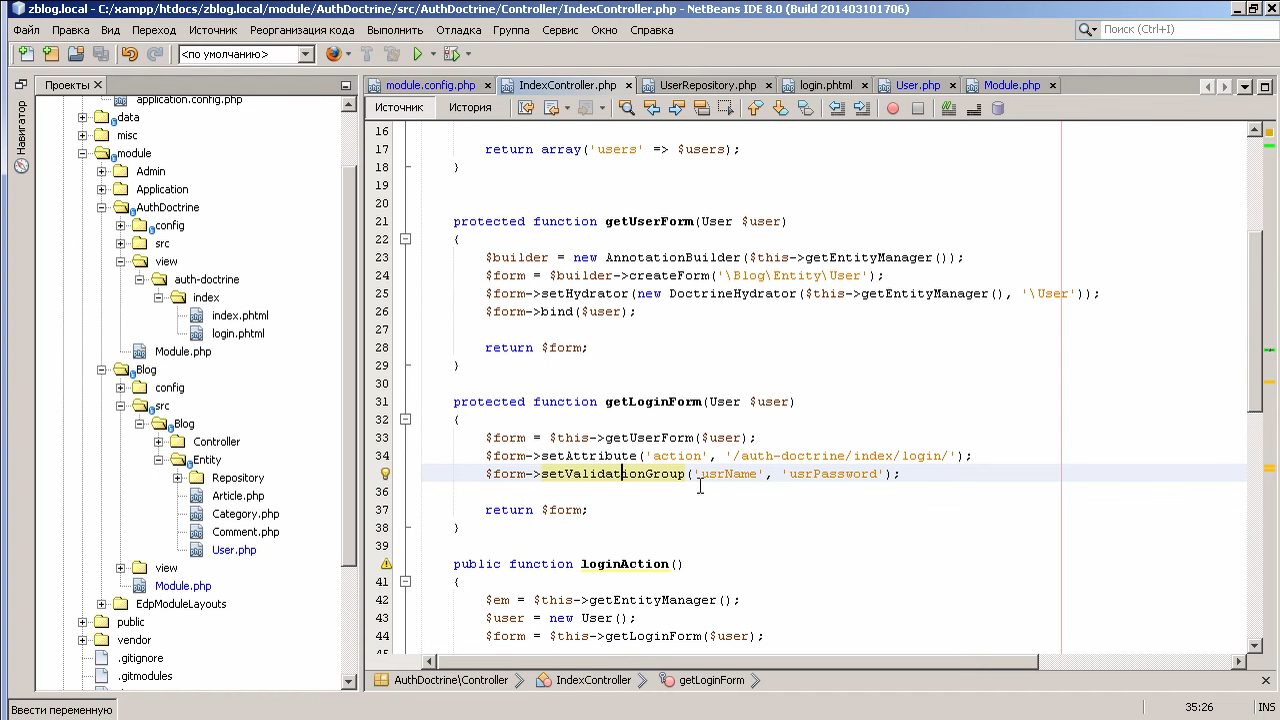 zblog.local - C:/xampp/htdocs/zblog.local/module/AuthDoctrine/src/AuthDoctrine/Controller/IndexController.php - NetBeans IDE 8.0 (Build 201403101706)
Файл Правка Вид Переход Источник Реорганизация кода Выполнить Отладка Группа Сервис Окно Справка
Поиск (Ctrl+I)
<по умолчанию>
Проекты
module.config.php IndexController.php UserRepository.php login.phtml User.php Module.php
Источник История
Навигатор
application.config.php
data
misc
module
Admin
Application
AuthDoctrine
config
src
view
auth-doctrine
index
index.phtml
login.phtml
Module.php
Blog
config
src
Blog
Controller
Entity
Repository
Article.php
Category.php
Comment.php
User.php
view
Module.php
EdpModuleLayouts
public
vendor
.gitignore
.gitmodules
16
17 return array('users' => $users);
18 }
19
20
21 protected function getUserForm(User $user)
22 {
23 $builder = new AnnotationBuilder($this->getEntityManager());
24 $form = $builder->createForm('\Blog\Entity\User');
25 $form->setHydrator(new DoctrineHydrator($this->getEntityManager(), '\User'));
26 $form->bind($user);
27
28 return $form;
29 }
30
31 protected function getLoginForm(User $user)
32 {
33 $form = $this->getUserForm($user);
34 $form->setAttribute('action', '/auth-doctrine/index/login/');
$form->setValidationGroup('usrName', 'usrPassword');
36
37 return $form;
38 }
39
public function loginAction()
41 {
42 $em = $this->getEntityManager();
43 $user = new User();
44 $form = $this->getLoginForm($user);
AuthDoctrine\Controller IndexController getLoginForm
Ввести переменную
35:26 INS